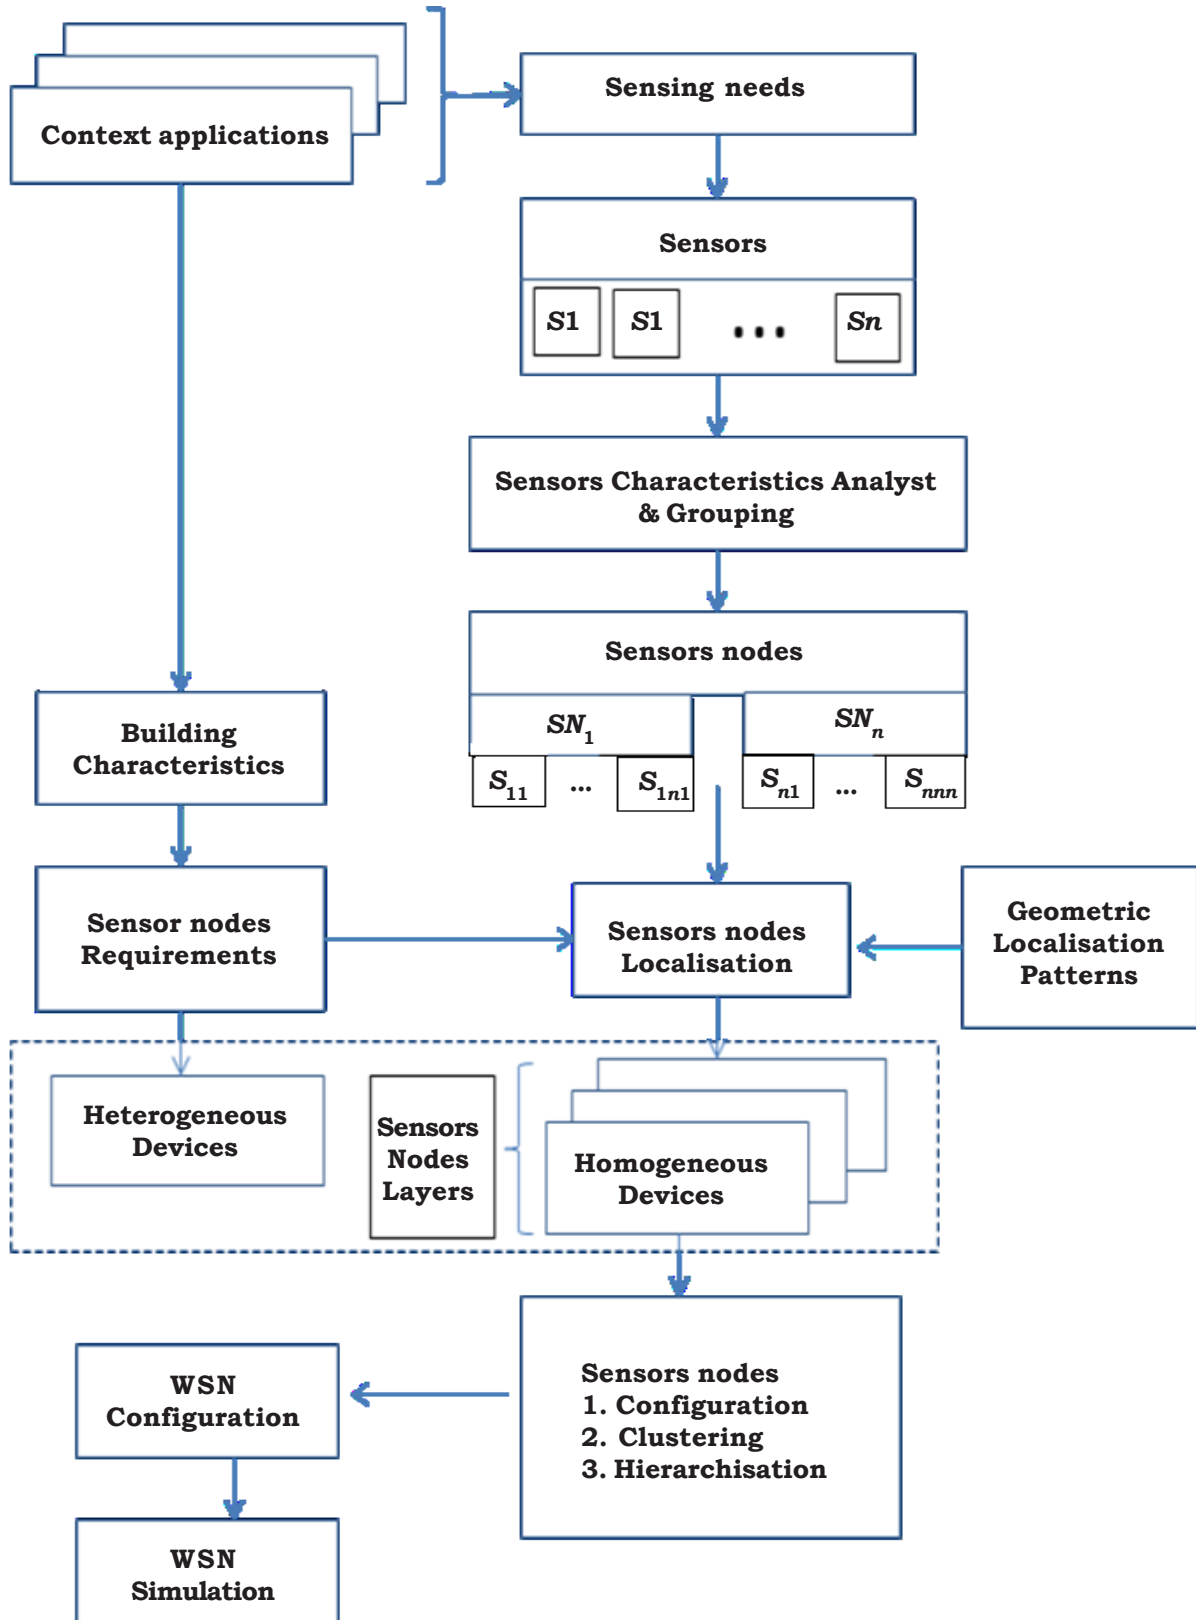 Context applications
Sensing needs
Sensors
S1 S1 ... Sn
Sensors Characteristics Analyst
& Grouping
Sensors nodes
SN₁ SNₙ
S₁₁ ... S₁ₙ₁ Sₙ₁ ... Sₙₙₙ
Building
Characteristics
Sensor nodes
Requirements
Sensors nodes
Localisation
Geometric
Localisation
Patterns
Heterogeneous
Devices
Sensors
Nodes
Layers
Homogeneous
Devices
Sensors nodes
1. Configuration
2. Clustering
3. Hierarchisation
WSN
Configuration
WSN
Simulation